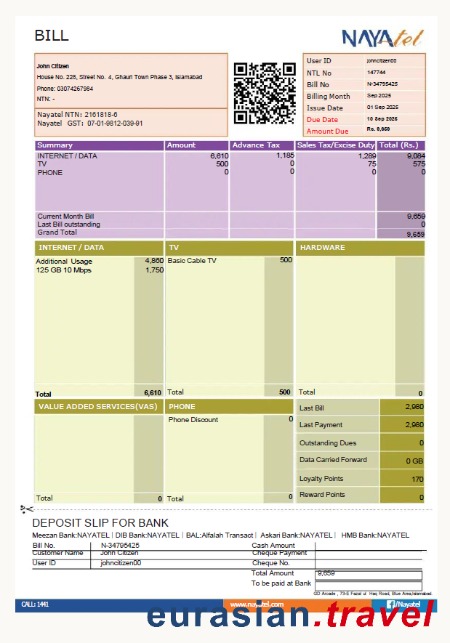 BILL
NAYAtel
John Citizen
House No. 228, Street No. 4, Ghauri Town Phase 3, Islamabad
Phone: 03074267984
NTN: -
Nayatel NTN: 2161818-6
Nayatel GST: 07-01-9812-039-91
User ID johncitizen00
NTL No 147744
Bill No N-34795425
Billing Month Sep 2025
Issue Date 01 Sep 2025
Due Date 10 Sep 2025
Amount Due Rs. 9,659
Summary Amount Advance Tax Sales Tax/Excise Duty Total (Rs.)
INTERNET / DATA 6,610 1,185 1,289 9,084
TV 500 0 75 575
PHONE 0 0 0 0
Current Month Bill 9,659
Last Bill outstanding 0
Grand Total 9,659
INTERNET / DATA TV HARDWARE
Additional Usage 4,860 Basic Cable TV 500
125 GB 10 Mbps 1,750
Total 6,610 Total 500 Total 0
VALUE ADDED SERVICES(VAS) PHONE
Phone Discount 0
Total 0 Total 0
Last Bill 2,980
Last Payment 2,980
Outstanding Dues 0
Data Carried Forward 0 GB
Loyalty Points 170
Reward Points 0
DEPOSIT SLIP FOR BANK
Meezan Bank:NAYATEL | DIB Bank:NAYATEL | BAL:Alfalah Transact | Askari Bank:NAYATEL | HMB Bank:NAYATEL
Bill No. N-34795425 Cash Amount
Customer Name John Citizen Cheque Payment
User ID johncitizen00 Cheque No.
Total Amount 9,659
To be paid at Bank
CALL: 1441 www.nayatel.com /Nayatel
eurasian.travel